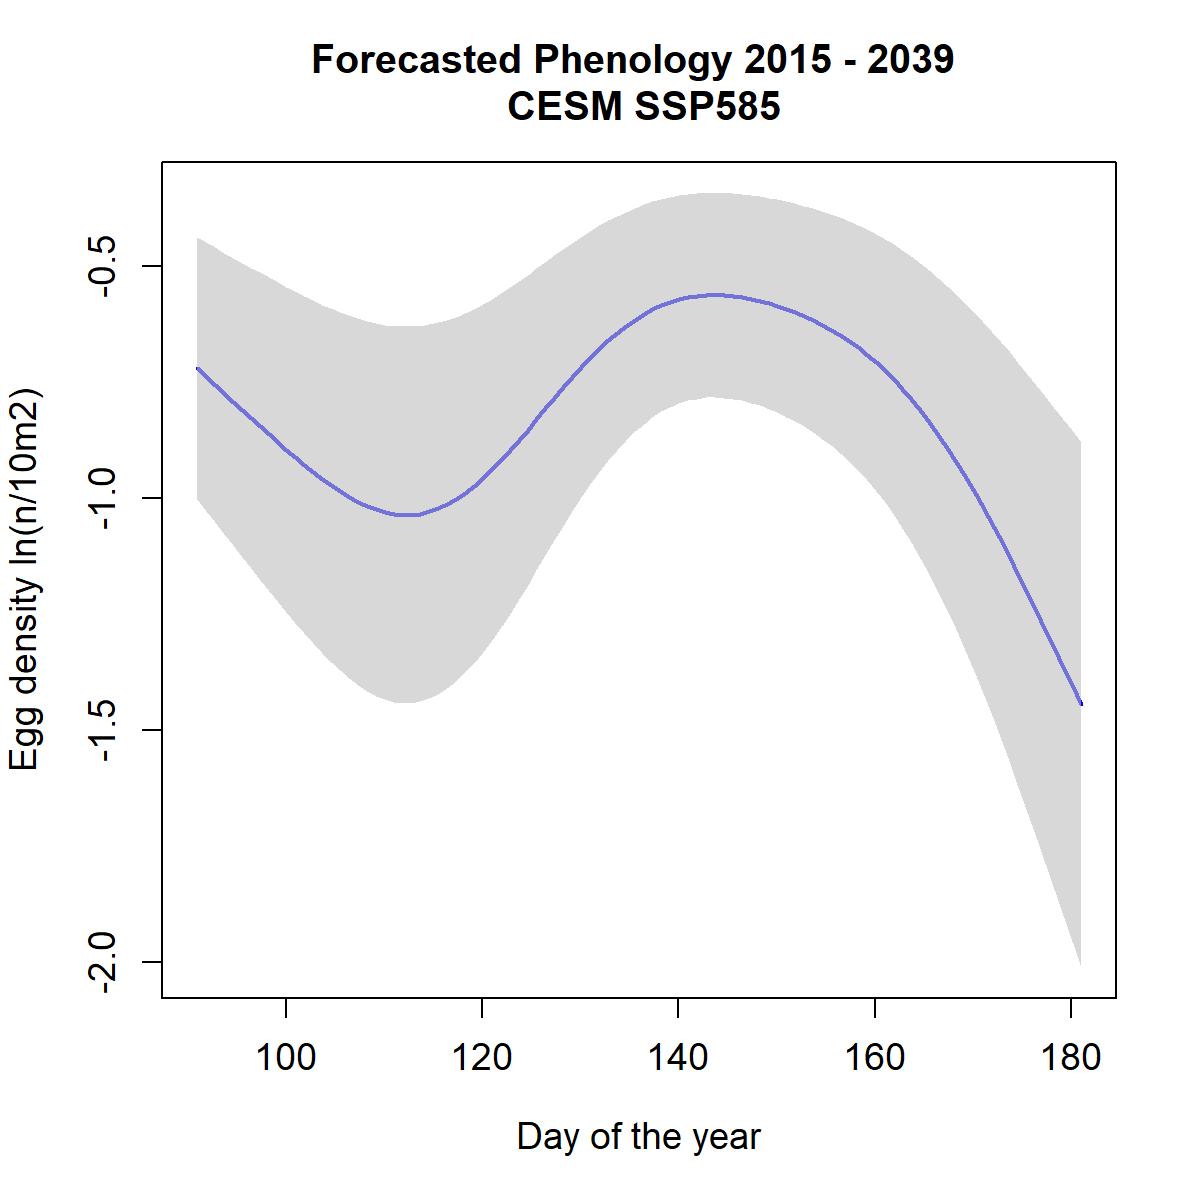 Forecasted Phenology 2015 - 2039
CESM SSP585
Egg density ln(n/10m2)
-0.5
-1.0
-1.5
-2.0
100 120 140 160 180
Day of the year